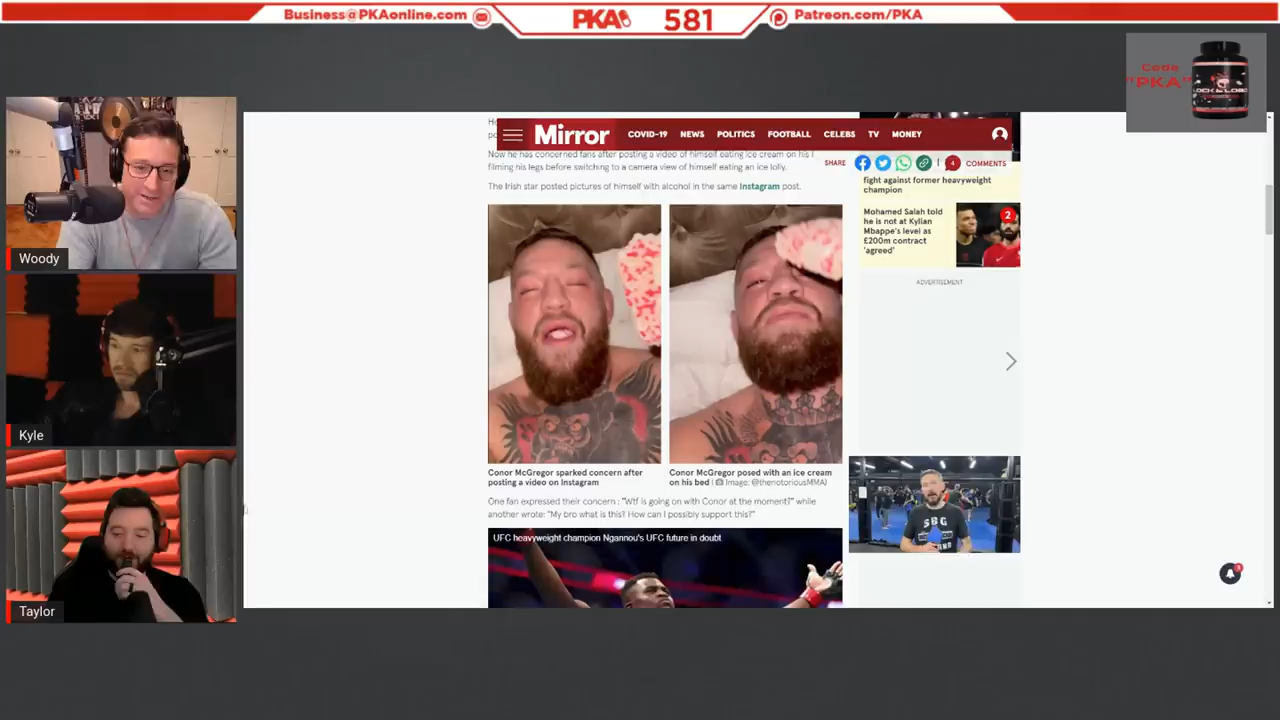 Business@PKAonline.com
PKA 581
Patreon.com/PKA
Code
"PKA"
Woody
Kyle
Taylor
Mirror
COVID-19 NEWS POLITICS FOOTBALL CELEBS TV MONEY
SHARE
4 COMMENTS
Now he has concerned fans after posting a video of himself eating ice cream on his
filming his legs before switching to a camera view of himself eating an ice lolly.
The Irish star posted pictures of himself with alcohol in the same Instagram post.
Conor McGregor sparked concern after
posting a video on Instagram
Conor McGregor posed with an ice cream
on his bed (Image: @thenotoriousMMA)
One fan expressed their concern : "Wtf is going on with Conor at the moment?" while
another wrote: "My bro what is this? How can I possibly support this?"
UFC heavyweight champion Ngannou's UFC future in doubt
fight against former heavyweight
champion
Mohamed Salah told
he is not at Kylian
Mbappe's level as
£200m contract
'agreed'
2
ADVERTISEMENT
SBG